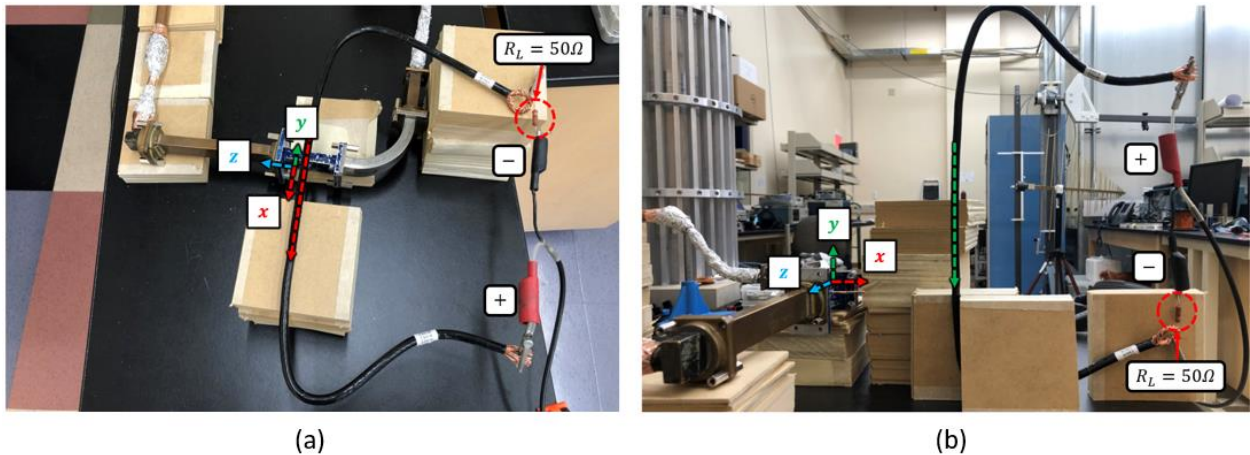 R_L = 50Ω
−
y
z
x
+
(a)
y
z
x
+
−
R_L = 50Ω
(b)